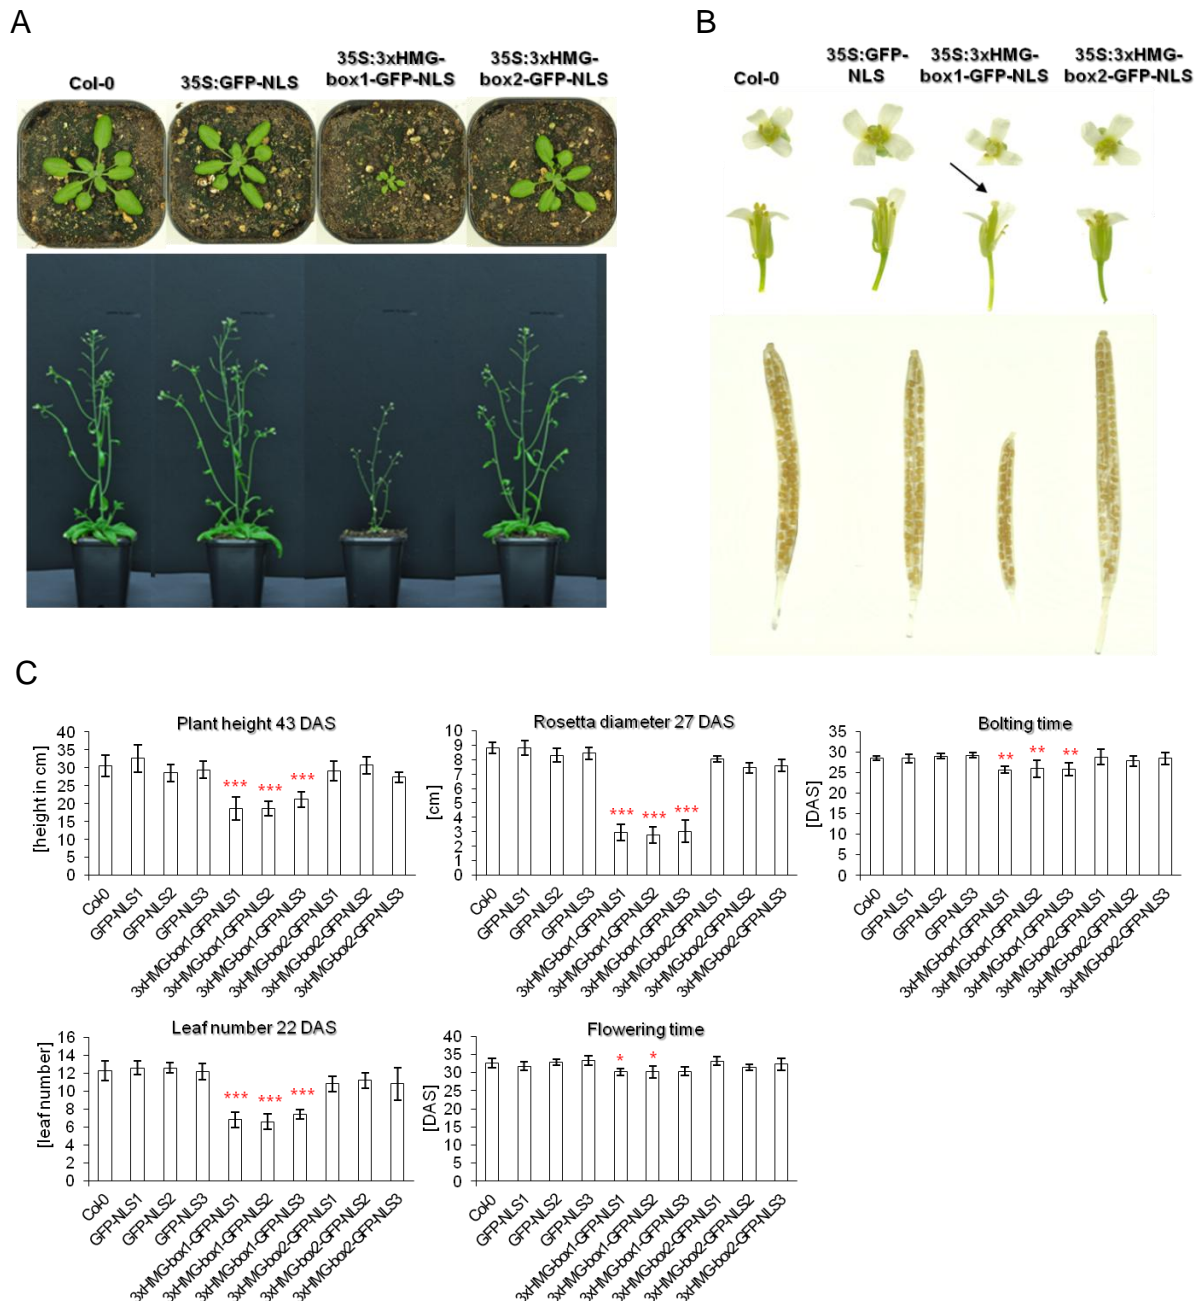 A
Col-0
35S:GFP-NLS
35S:3xHMG-
box1-GFP-NLS
35S:3xHMG-
box2-GFP-NLS
B
Col-0
35S:GFP-
NLS
35S:3xHMG-
box1-GFP-NLS
35S:3xHMG-
box2-GFP-NLS
C
Plant height 43 DAS
[height in cm]
40
35
30
25
20
15
10
5
0
***
***
***
Col-0
GFP-NLS1
GFP-NLS2
GFP-NLS3
3xHMG-box1-GFP-NLS1
3xHMG-box1-GFP-NLS2
3xHMG-box1-GFP-NLS3
3xHMG-box2-GFP-NLS1
3xHMG-box2-GFP-NLS2
3xHMG-box2-GFP-NLS3
Rosetta diameter 27 DAS
[cm]
10
9
8
7
6
5
4
3
2
1
0
***
***
***
Col-0
GFP-NLS1
GFP-NLS2
GFP-NLS3
3xHMG-box1-GFP-NLS1
3xHMG-box1-GFP-NLS2
3xHMG-box1-GFP-NLS3
3xHMG-box2-GFP-NLS1
3xHMG-box2-GFP-NLS2
3xHMG-box2-GFP-NLS3
Bolting time
[DAS]
35
30
25
20
15
10
5
0
**
**
**
Col-0
GFP-NLS1
GFP-NLS2
GFP-NLS3
3xHMG-box1-GFP-NLS1
3xHMG-box1-GFP-NLS2
3xHMG-box1-GFP-NLS3
3xHMG-box2-GFP-NLS1
3xHMG-box2-GFP-NLS2
3xHMG-box2-GFP-NLS3
Leaf number 22 DAS
[leaf number]
16
14
12
10
8
6
4
2
0
***
***
***
Col-0
GFP-NLS1
GFP-NLS2
GFP-NLS3
3xHMG-box1-GFP-NLS1
3xHMG-box1-GFP-NLS2
3xHMG-box1-GFP-NLS3
3xHMG-box2-GFP-NLS1
3xHMG-box2-GFP-NLS2
3xHMG-box2-GFP-NLS3
Flowering time
[DAS]
40
35
30
25
20
15
10
5
0
*
*
Col-0
GFP-NLS1
GFP-NLS2
GFP-NLS3
3xHMG-box1-GFP-NLS1
3xHMG-box1-GFP-NLS2
3xHMG-box1-GFP-NLS3
3xHMG-box2-GFP-NLS1
3xHMG-box2-GFP-NLS2
3xHMG-box2-GFP-NLS3